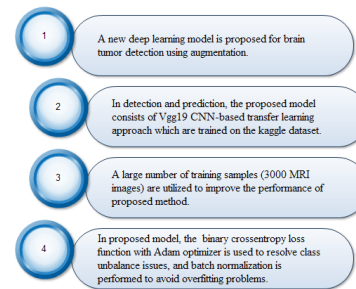 1
A new deep learning model is proposed for brain
tumor detection using augmentation.
2
In detection and prediction, the proposed model
consists of Vgg19 CNN-based transfer learning
approach which are trained on the kaggle dataset.
3
A large number of training samples (3000 MRI
images) are utilized to improve the performance of
proposed method.
4
In proposed model, the binary crossentropy loss
function with Adam optimizer is used to resolve class
unbalance issues, and batch normalization is
performed to avoid overfitting problems.